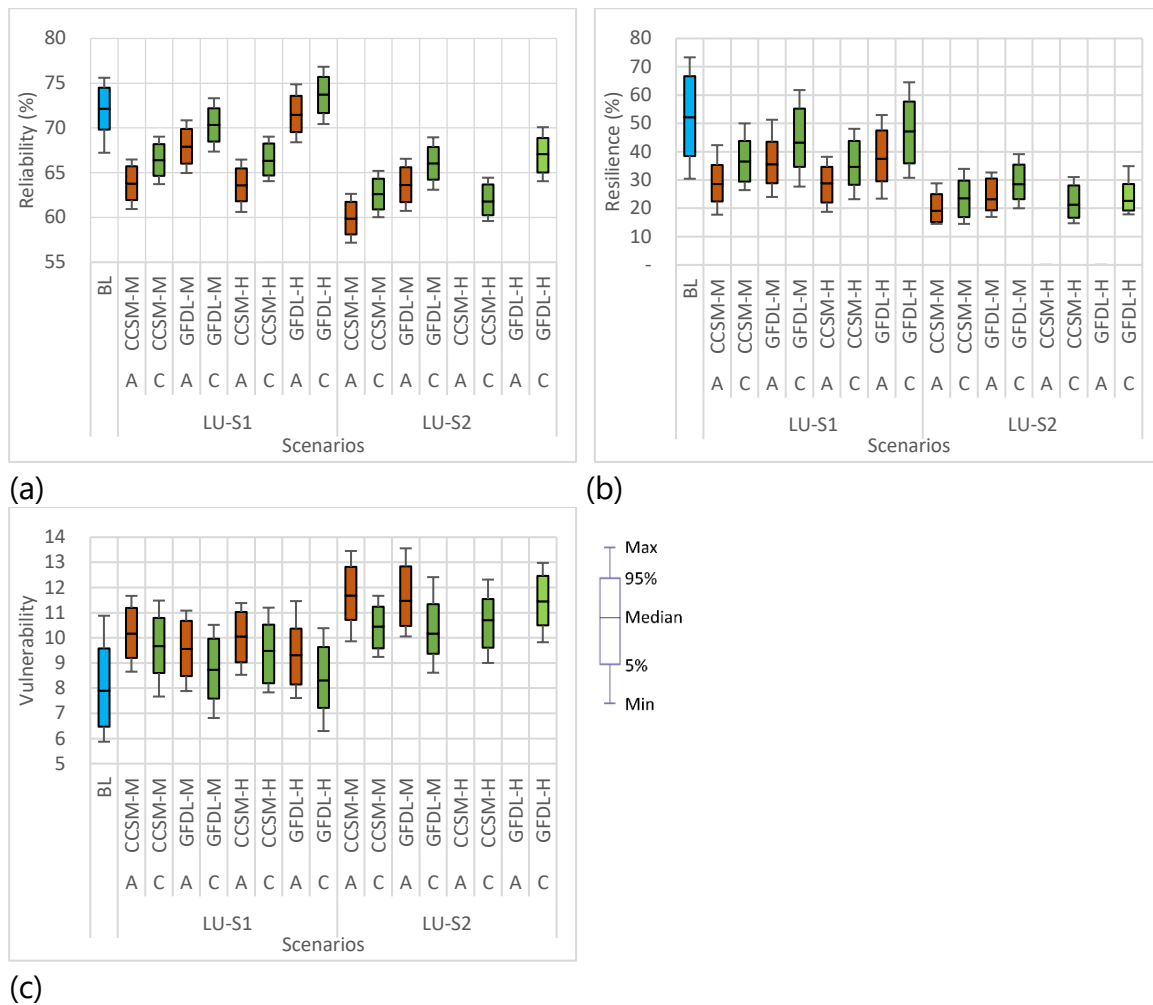 80
75
70
65
60
55
Reliability (%)
BL
CCSM-M
CCSM-M
GFDL-M
GFDL-M
CCSM-H
CCSM-H
GFDL-H
GFDL-H
CCSM-M
CCSM-M
GFDL-M
GFDL-M
CCSM-H
CCSM-H
GFDL-H
GFDL-H
A C A C A C A C A C A C A C A C
LU-S1 LU-S2
Scenarios
(a)
80
70
60
50
40
30
20
10
-
Resilience (%)
BL
CCSM-M
CCSM-M
GFDL-M
GFDL-M
CCSM-H
CCSM-H
GFDL-H
GFDL-H
CCSM-M
CCSM-M
GFDL-M
GFDL-M
CCSM-H
CCSM-H
GFDL-H
GFDL-H
A C A C A C A C A C A C A C A C
LU-S1 LU-S2
Scenarios
(b)
14
13
12
11
10
9
8
7
6
5
Vulnerability
BL
CCSM-M
CCSM-M
GFDL-M
GFDL-M
CCSM-H
CCSM-H
GFDL-H
GFDL-H
CCSM-M
CCSM-M
GFDL-M
GFDL-M
CCSM-H
CCSM-H
GFDL-H
GFDL-H
A C A C A C A C A C A C A C A C
LU-S1 LU-S2
Scenarios
(c)
Max
95%
Median
5%
Min